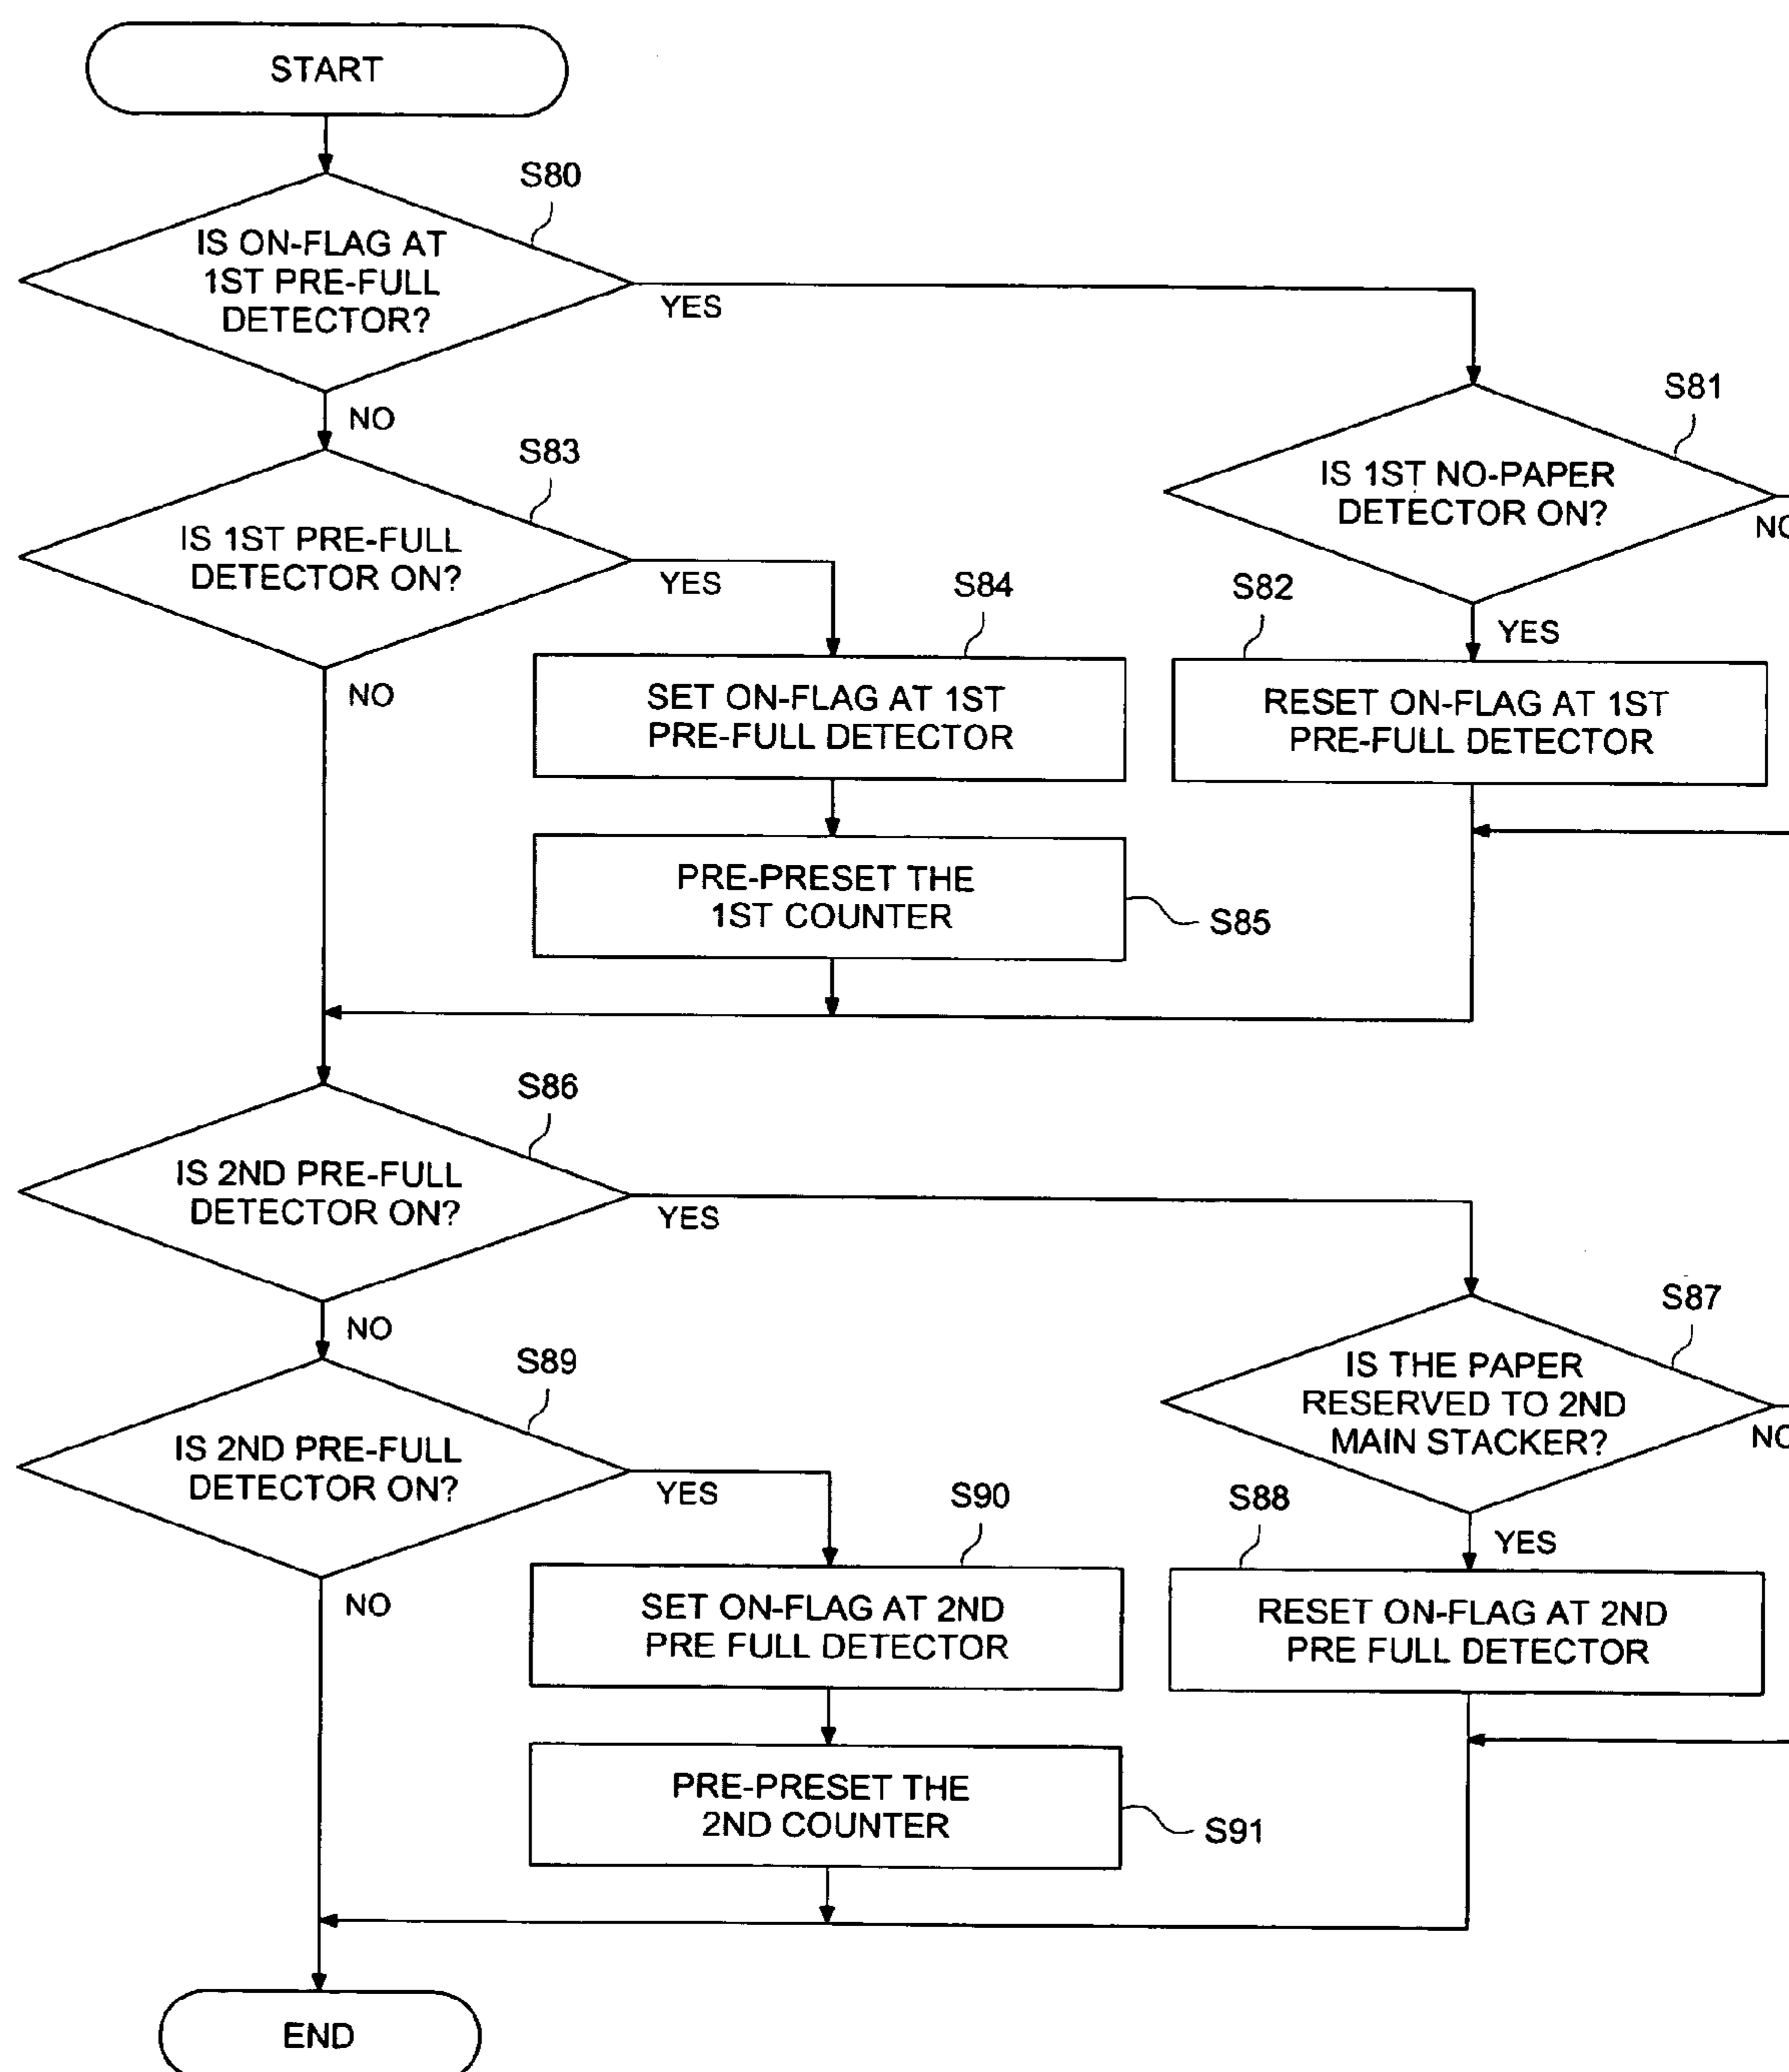 START
S80
IS ON-FLAG AT
1ST PRE-FULL
DETECTOR?
YES
NO
S81
IS 1ST NO-PAPER
DETECTOR ON?
NO
YES
S83
IS 1ST PRE-FULL
DETECTOR ON?
YES
NO
S84
SET ON-FLAG AT 1ST
PRE-FULL DETECTOR
S82
RESET ON-FLAG AT 1ST
PRE-FULL DETECTOR
PRE-PRESET THE
1ST COUNTER
S85
S86
IS 2ND PRE-FULL
DETECTOR ON?
YES
NO
S87
IS THE PAPER
RESERVED TO 2ND
MAIN STACKER?
NO
YES
S89
IS 2ND PRE-FULL
DETECTOR ON?
YES
NO
S90
SET ON-FLAG AT 2ND
PRE FULL DETECTOR
S88
RESET ON-FLAG AT 2ND
PRE FULL DETECTOR
PRE-PRESET THE
2ND COUNTER
S91
END